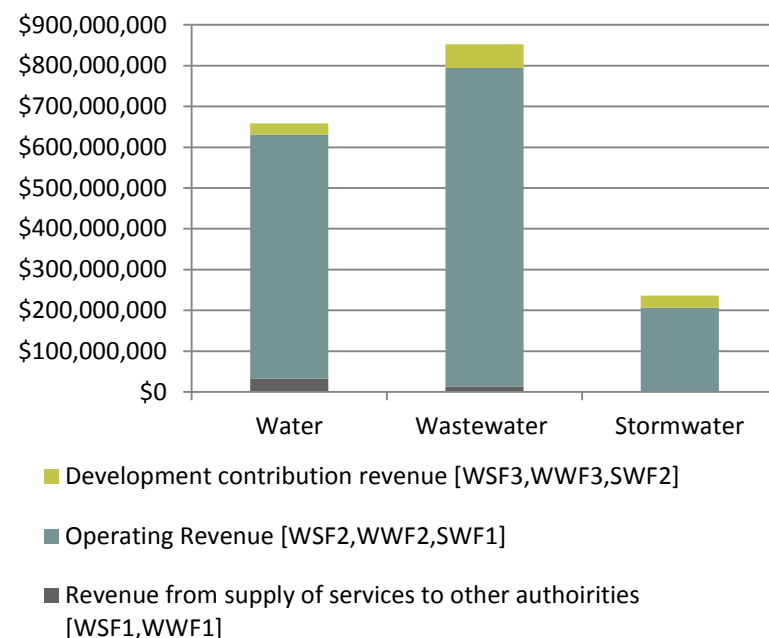 $900,000,000
$800,000,000
$700,000,000
$600,000,000
$500,000,000
$400,000,000
$300,000,000
$200,000,000
$100,000,000
$0
Water Wastewater Stormwater
Development contribution revenue [WSF3,WWF3,SWF2]
Operating Revenue [WSF2,WWF2,SWF1]
Revenue from supply of services to other authoirities
[WSF1,WWF1]